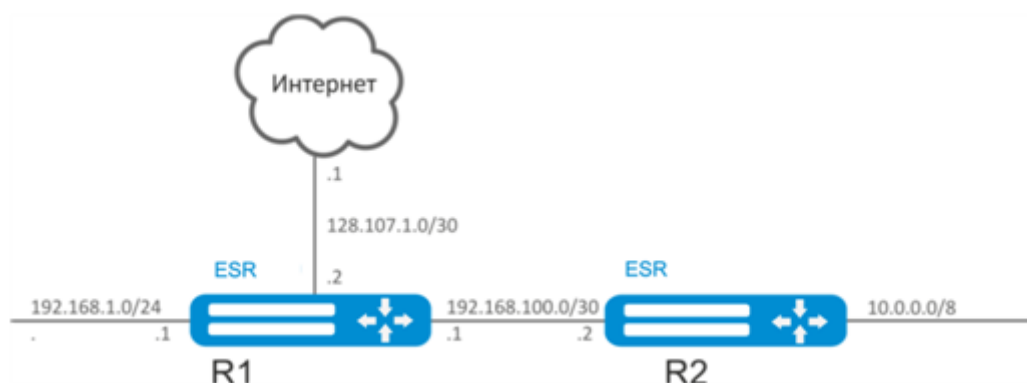 Интернет
.1
128.107.1.0/30
ESR
.2
ESR
192.168.1.0/24
192.168.100.0/30
10.0.0.0/8
.
.1
.1
.2
R1
R2